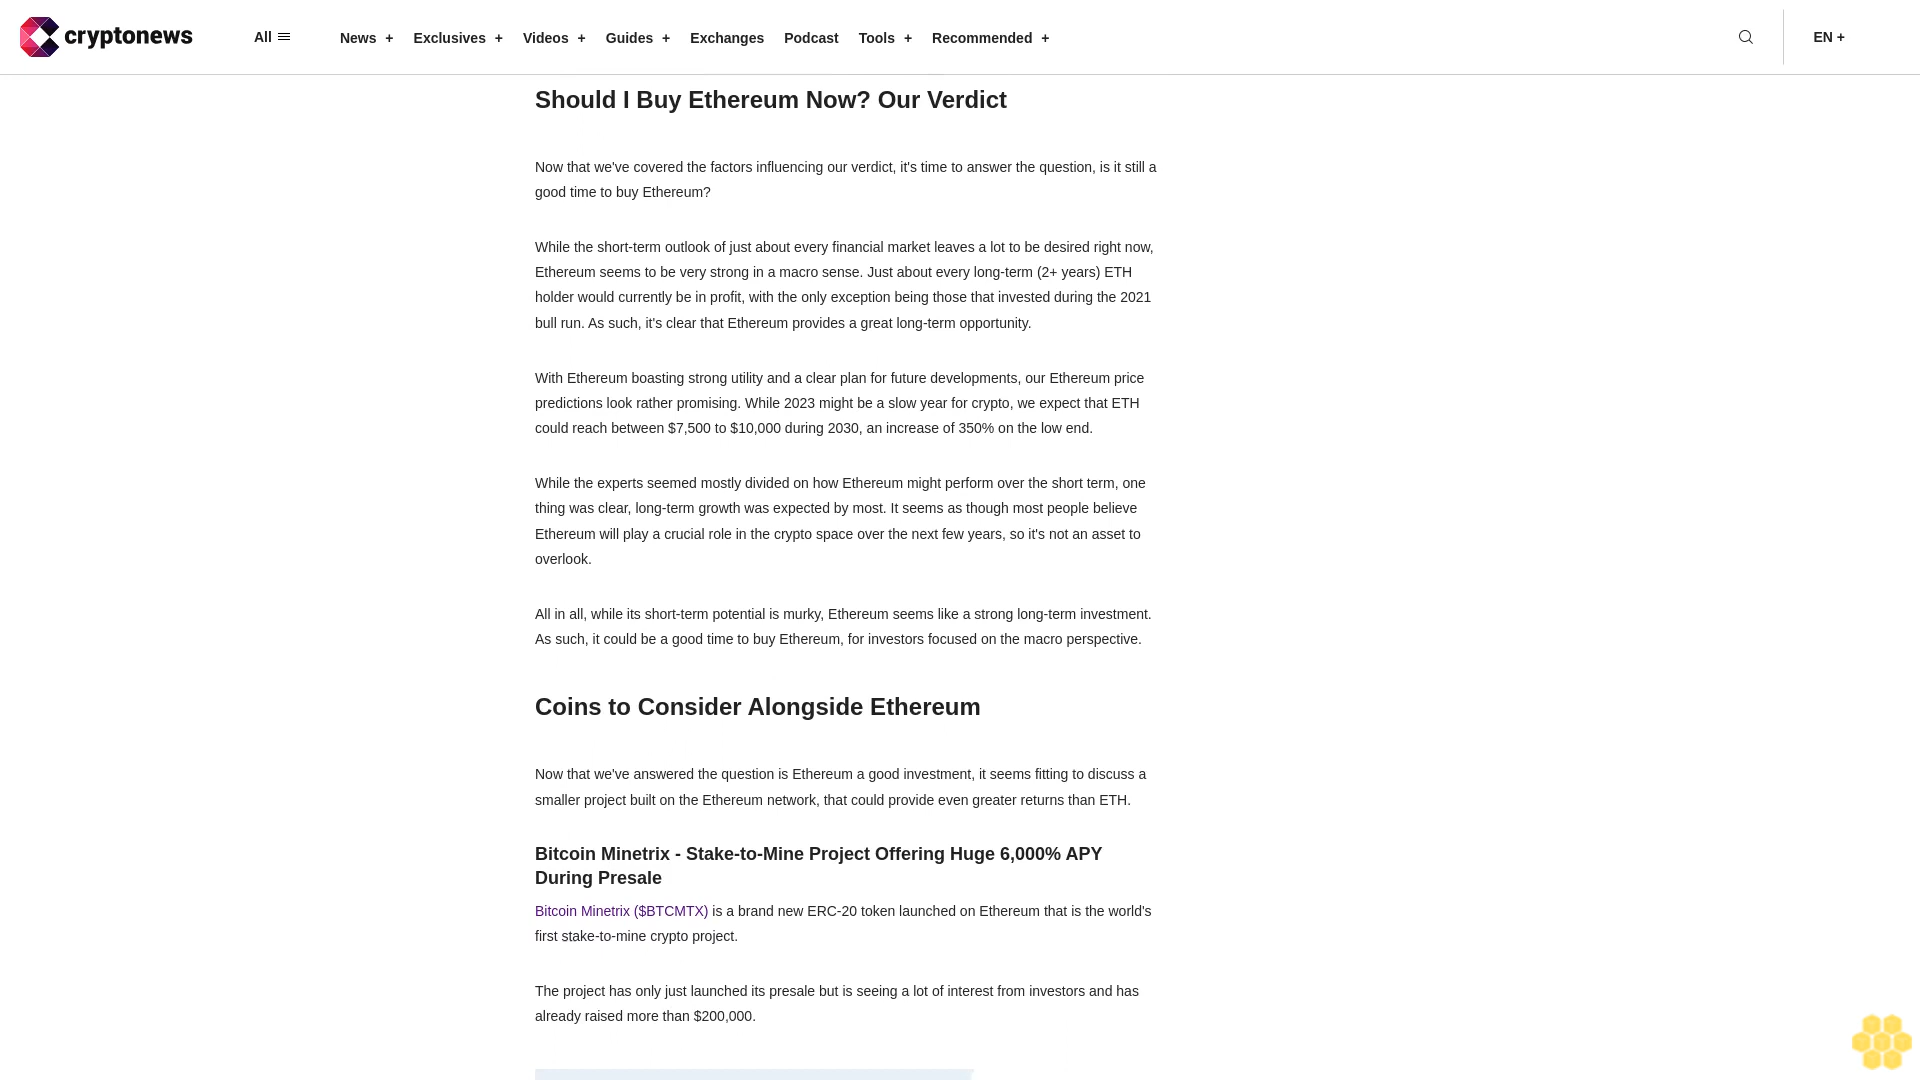 cryptonews
All
News +
Exclusives +
Videos +
Guides +
Exchanges
Podcast
Tools +
Recommended +
EN +
Should I Buy Ethereum Now? Our Verdict
Now that we've covered the factors influencing our verdict, it's time to answer the question, is it still a
good time to buy Ethereum?
While the short-term outlook of just about every financial market leaves a lot to be desired right now,
Ethereum seems to be very strong in a macro sense. Just about every long-term (2+ years) ETH
holder would currently be in profit, with the only exception being those that invested during the 2021
bull run. As such, it's clear that Ethereum provides a great long-term opportunity.
With Ethereum boasting strong utility and a clear plan for future developments, our Ethereum price
predictions look rather promising. While 2023 might be a slow year for crypto, we expect that ETH
could reach between $7,500 to $10,000 during 2030, an increase of 350% on the low end.
While the experts seemed mostly divided on how Ethereum might perform over the short term, one
thing was clear, long-term growth was expected by most. It seems as though most people believe
Ethereum will play a crucial role in the crypto space over the next few years, so it's not an asset to
overlook.
All in all, while its short-term potential is murky, Ethereum seems like a strong long-term investment.
As such, it could be a good time to buy Ethereum, for investors focused on the macro perspective.
Coins to Consider Alongside Ethereum
Now that we've answered the question is Ethereum a good investment, it seems fitting to discuss a
smaller project built on the Ethereum network, that could provide even greater returns than ETH.
Bitcoin Minetrix - Stake-to-Mine Project Offering Huge 6,000% APY
During Presale
Bitcoin Minetrix ($BTCMTX) is a brand new ERC-20 token launched on Ethereum that is the world's
first stake-to-mine crypto project.
The project has only just launched its presale but is seeing a lot of interest from investors and has
already raised more than $200,000.